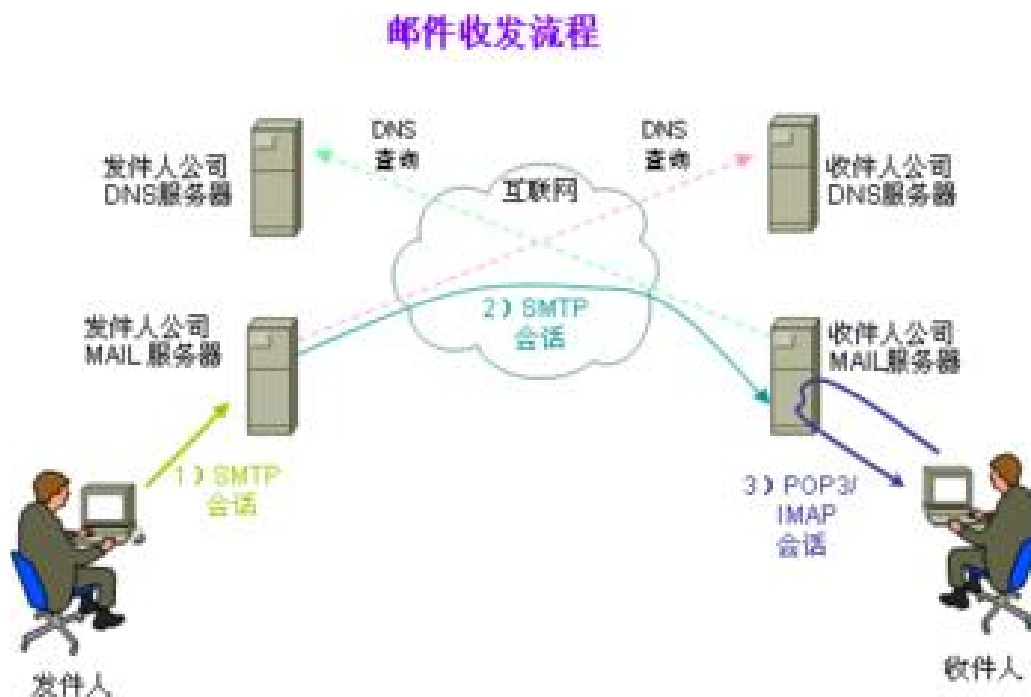 邮件收发流程
DNS
查询
DNS
查询
发件人公司
DNS服务器
互联网
收件人公司
DNS服务器
发件人公司
MAIL服务器
2）SMTP
会话
收件人公司
MAIL服务器
1）SMTP
会话
3）POP3/
IMAP
会话
发件人
收件人